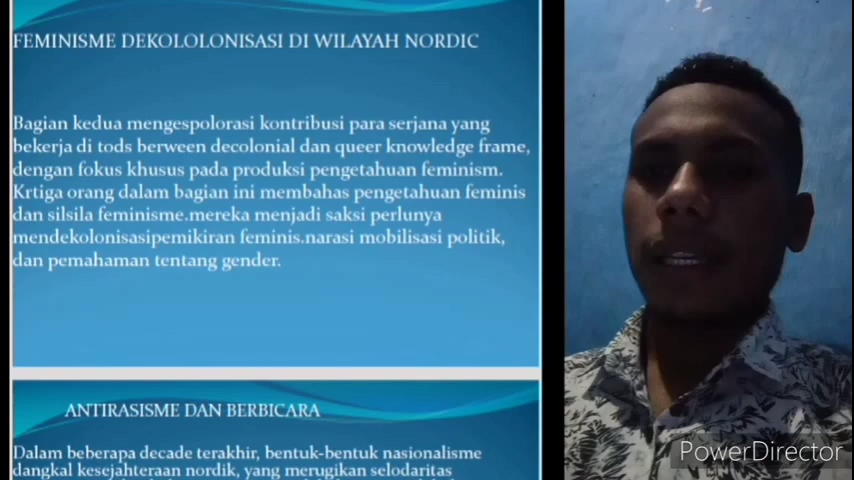 FEMINISME DEKOLOLONISASI DI WILAYAH NORDIC
Bagian kedua mengespolorasi kontribusi para serjana yang
bekerja di tods berween decolonial dan queer knowledge frame,
dengan fokus khusus pada produksi pengetahuan feminism.
Krtiga orang dalam bagian ini membahas pengetahuan feminis
dan silsila feminisme.mereka menjadi saksi perlunya
mendekolonisasipemikiran feminis.narasi mobilisasi politik,
dan pemahaman tentang gender.
ANTIRASISME DAN BERBICARA
Dalam beberapa decade terakhir, bentuk-bentuk nasionalisme
dangkal kesejahteraan nordik, yang merugikan selodaritas
PowerDirector